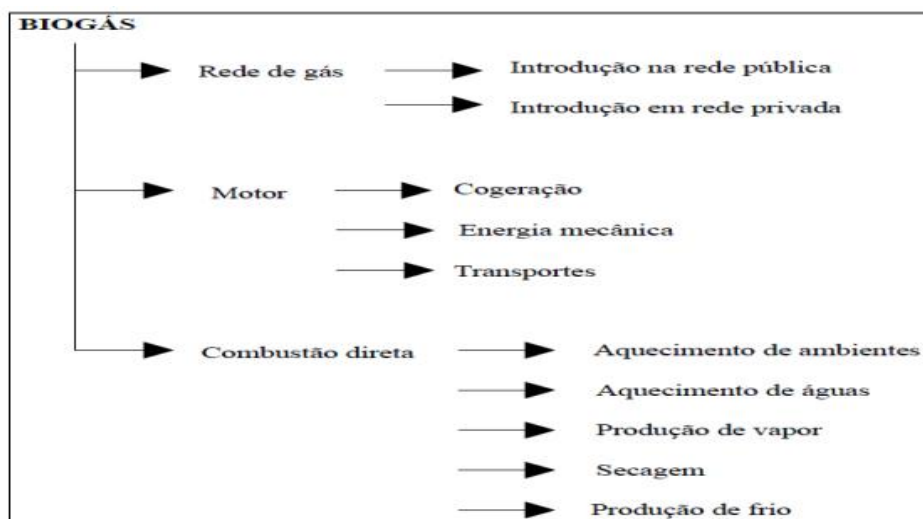 BIOGÁS
Rede de gás
Introdução na rede pública
Introdução em rede privada
Motor
Cogeração
Energia mecânica
Transportes
Combustão direta
Aquecimento de ambientes
Aquecimento de águas
Produção de vapor
Secagem
Produção de frio